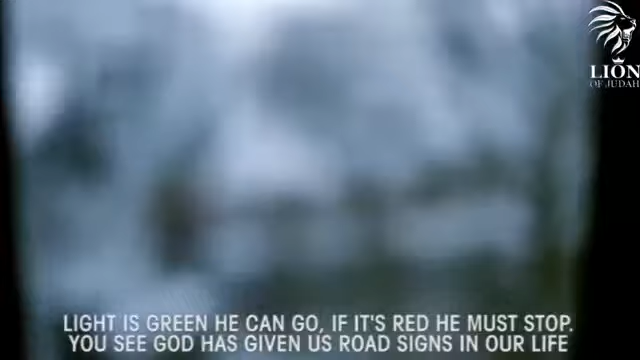 LION
OF JUDAH
LIGHT IS GREEN HE CAN GO, IF IT'S RED HE MUST STOP.
YOU SEE GOD HAS GIVEN US ROAD SIGNS IN OUR LIFE